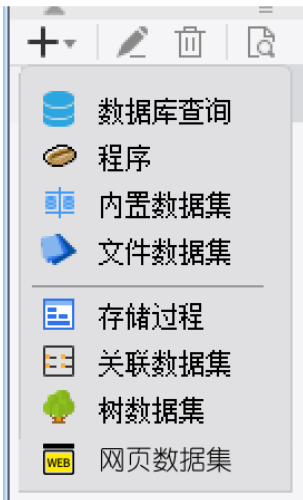 数据库查询
程序
内置数据集
文件数据集
存储过程
关联数据集
树数据集
WEB 网页数据集